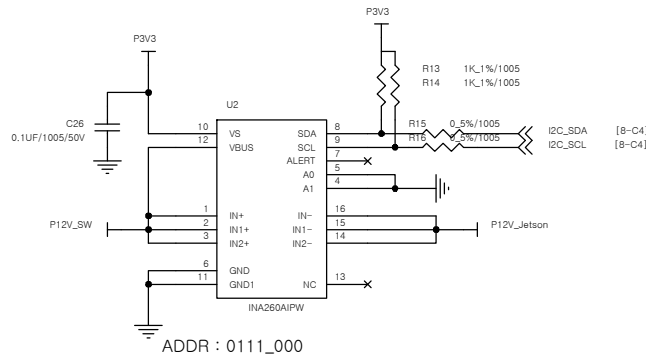 P3V3
P3V3
R13 1K_1%/1005
R14 1K_1%/1005
U2
C26
0.1UF/1005/50V
R15 0_5%/1005
R16 0_5%/1005
I2C_SDA [8-C4]
I2C_SCL [8-C4]
10 VS SDA 8
12 VBUS SCL 9
ALERT 7
A0 5
A1 4
P12V_SW
1 IN+ IN- 16
2 IN1+ IN1- 15
3 IN2+ IN2- 14
P12V_Jetson
6 GND
11 GND1 NC 13
INA260AIPW
ADDR : 0111_000